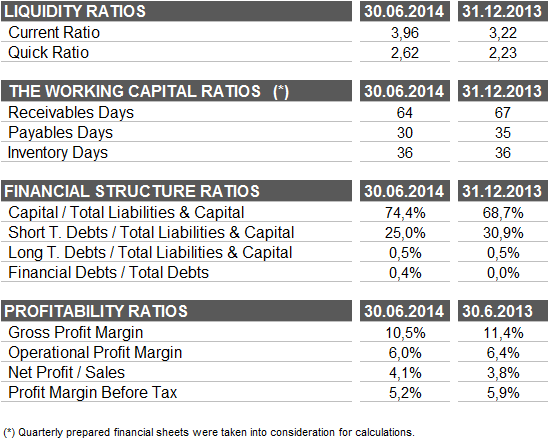 LIQUIDITY RATIOS 30.06.2014 31.12.2013
Current Ratio 3,96 3,22
Quick Ratio 2,62 2,23
THE WORKING CAPITAL RATIOS (*) 30.06.2014 31.12.2013
Receivables Days 64 67
Payables Days 30 35
Inventory Days 36 36
FINANCIAL STRUCTURE RATIOS 30.06.2014 31.12.2013
Capital / Total Liabilities & Capital 74,4% 68,7%
Short T. Debts / Total Liabilities & Capital 25,0% 30,9%
Long T. Debts / Total Liabilities & Capital 0,5% 0,5%
Financial Debts / Total Debts 0,4% 0,0%
PROFITABILITY RATIOS 30.06.2014 30.6.2013
Gross Profit Margin 10,5% 11,4%
Operational Profit Margin 6,0% 6,4%
Net Profit / Sales 4,1% 3,8%
Profit Margin Before Tax 5,2% 5,9%
(*) Quarterly prepared financial sheets were taken into consideration for calculations.